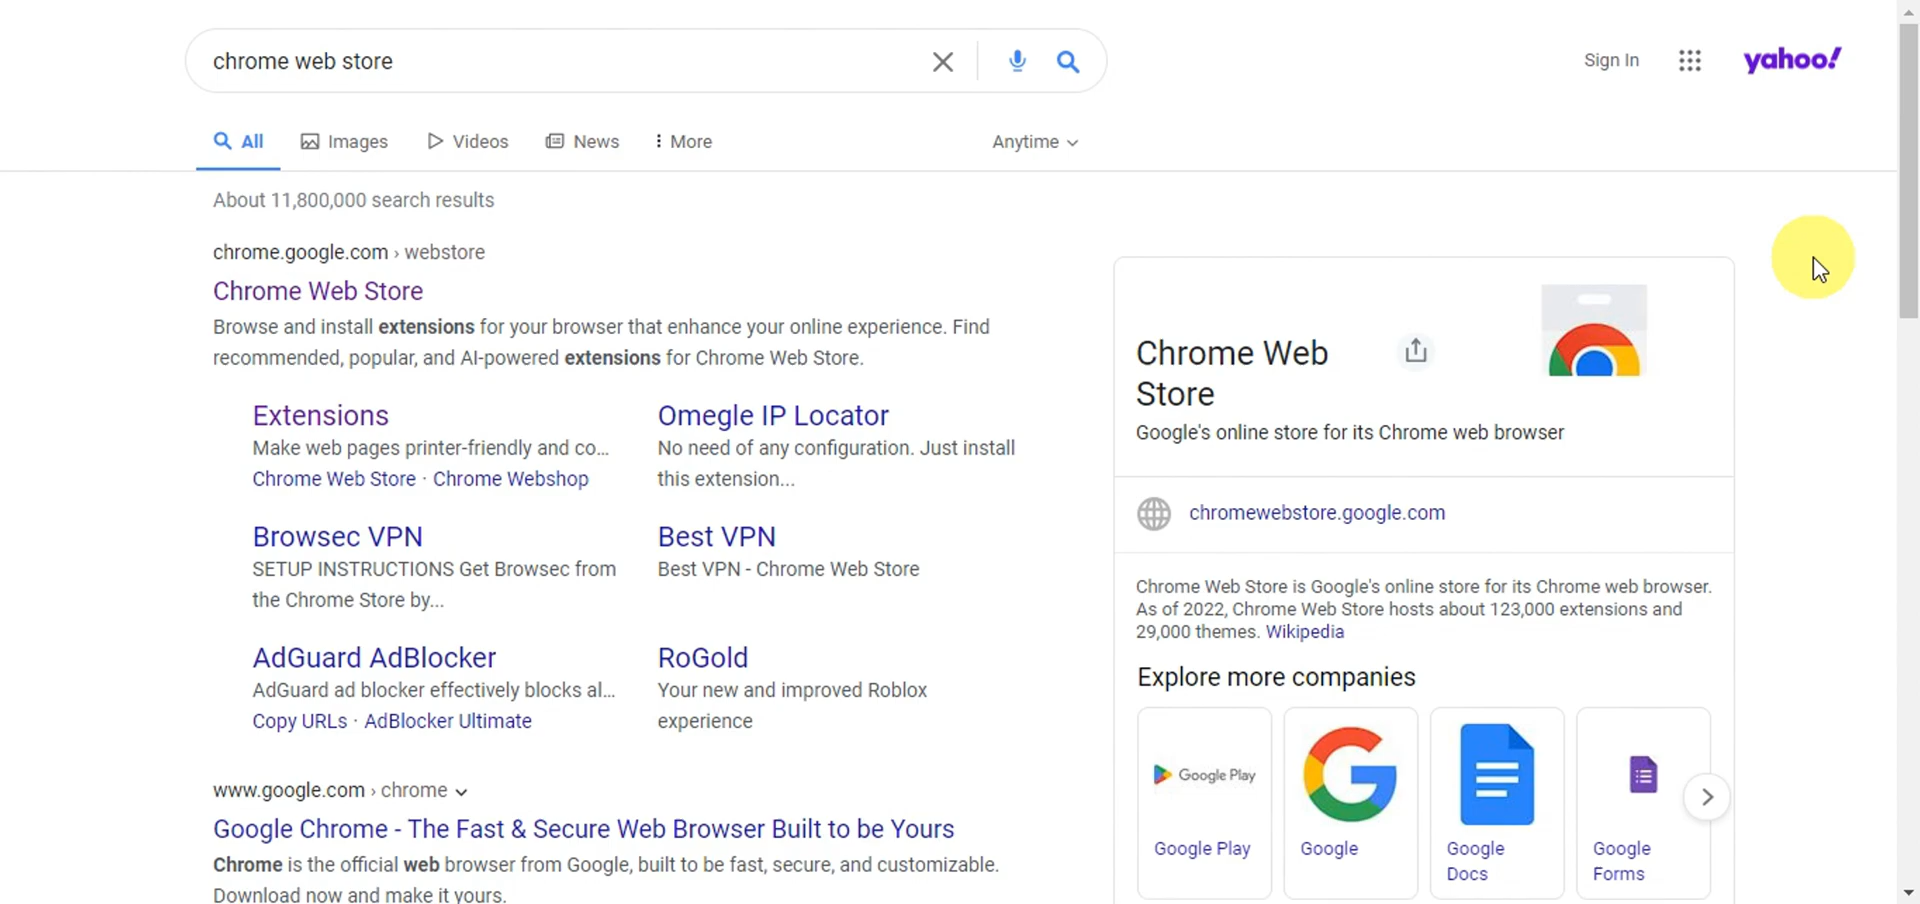 chrome web store
Sign In
yahoo!
All
Images
Videos
News
More
Anytime
About 11,800,000 search results
chrome.google.com › webstore
Chrome Web Store
Browse and install extensions for your browser that enhance your online experience. Find
recommended, popular, and AI-powered extensions for Chrome Web Store.
Extensions
Make web pages printer-friendly and co...
Chrome Web Store · Chrome Webshop
Omegle IP Locator
No need of any configuration. Just install
this extension...
Browsec VPN
SETUP INSTRUCTIONS Get Browsec from
the Chrome Store by...
Best VPN
Best VPN - Chrome Web Store
AdGuard AdBlocker
AdGuard ad blocker effectively blocks al...
Copy URLs · AdBlocker Ultimate
RoGold
Your new and improved Roblox
experience
www.google.com › chrome
Google Chrome - The Fast & Secure Web Browser Built to be Yours
Chrome is the official web browser from Google, built to be fast, secure, and customizable.
Download now and make it yours.
Chrome Web
Store
Google's online store for its Chrome web browser
chromewebstore.google.com
Chrome Web Store is Google's online store for its Chrome web browser.
As of 2022, Chrome Web Store hosts about 123,000 extensions and
29,000 themes. Wikipedia
Explore more companies
Google Play
Google Play
Google
Google
Docs
Google
Forms